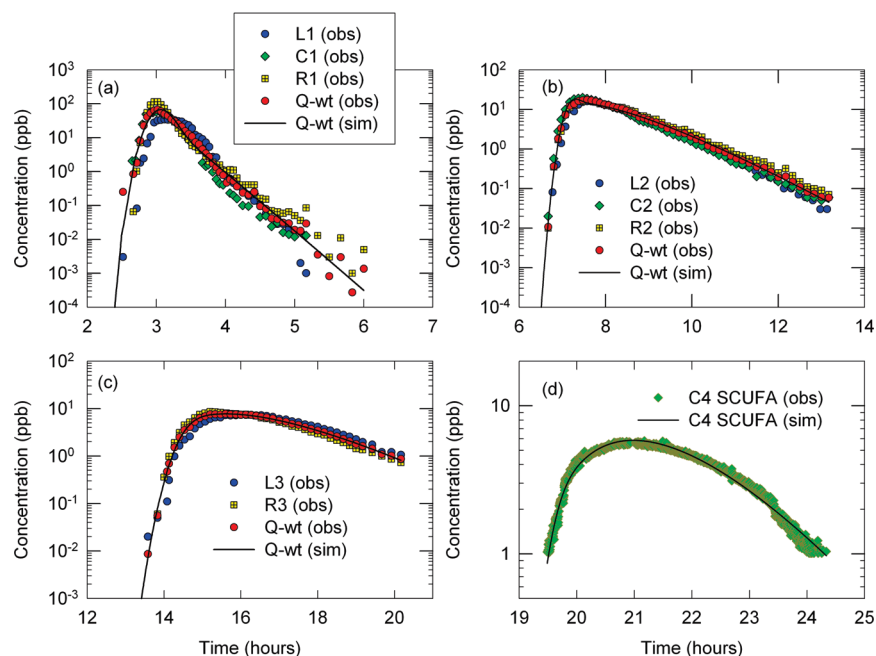 L1 (obs)
C1 (obs)
R1 (obs)
Q-wt (obs)
Q-wt (sim)
(a)
Concentration (ppb)
10³
10²
10¹
10⁰
10⁻¹
10⁻²
10⁻³
10⁻⁴
2 3 4 5 6 7
(b)
Concentration (ppb)
10²
10¹
10⁰
10⁻¹
10⁻²
10⁻³
10⁻⁴
L2 (obs)
C2 (obs)
R2 (obs)
Q-wt (obs)
Q-wt (sim)
6 8 10 12 14
(c)
Concentration (ppb)
10²
10¹
10⁰
10⁻¹
10⁻²
10⁻³
L3 (obs)
R3 (obs)
Q-wt (obs)
Q-wt (sim)
12 14 16 18 20
Time (hours)
(d)
Concentration (ppb)
10
1
C4 SCUFA (obs)
C4 SCUFA (sim)
19 20 21 22 23 24 25
Time (hours)